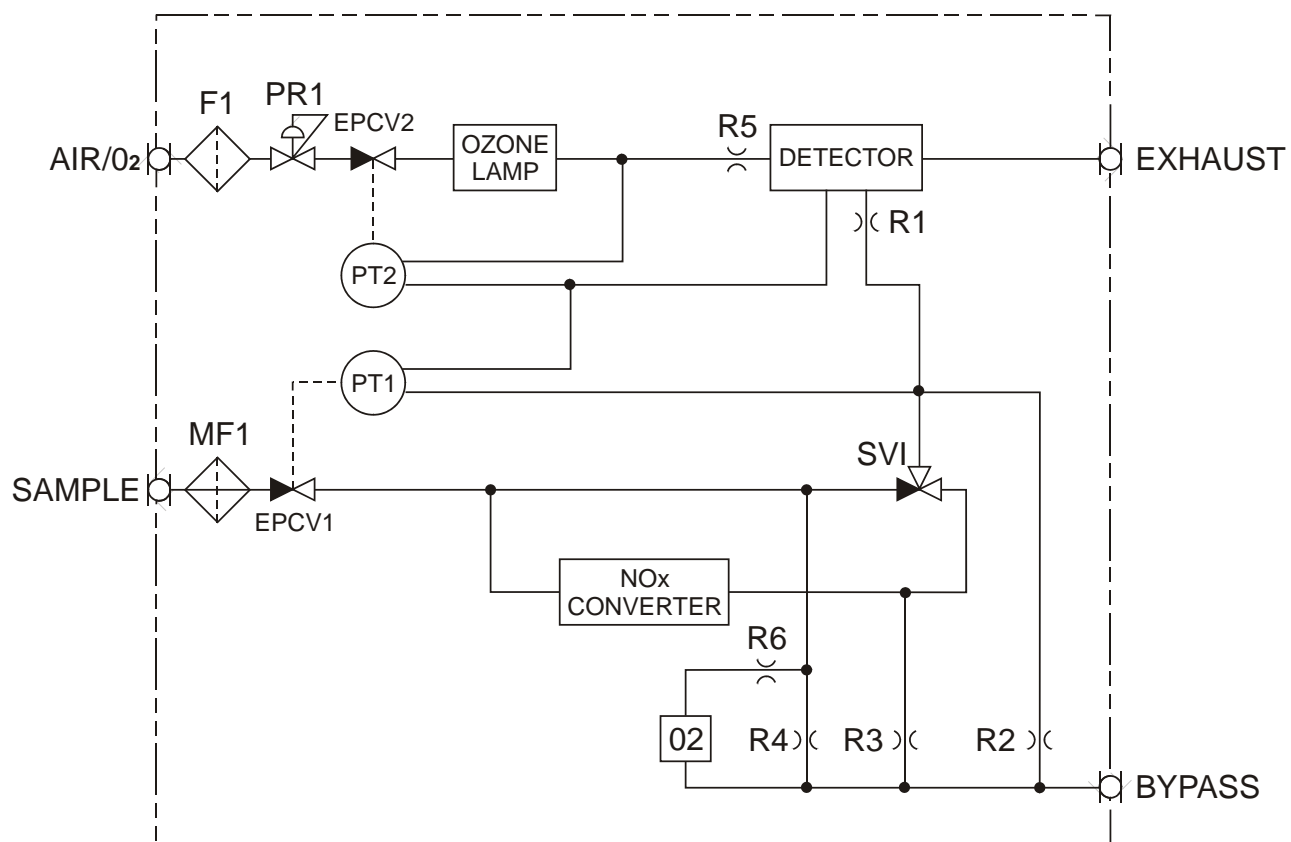 F1
PR1
EPCV2
AIR/02
OZONE
LAMP
R5
DETECTOR
EXHAUST
R1
PT2
PT1
MF1
SAMPLE
EPCV1
SVI
NOx
CONVERTER
R6
02
R4
R3
R2
BYPASS